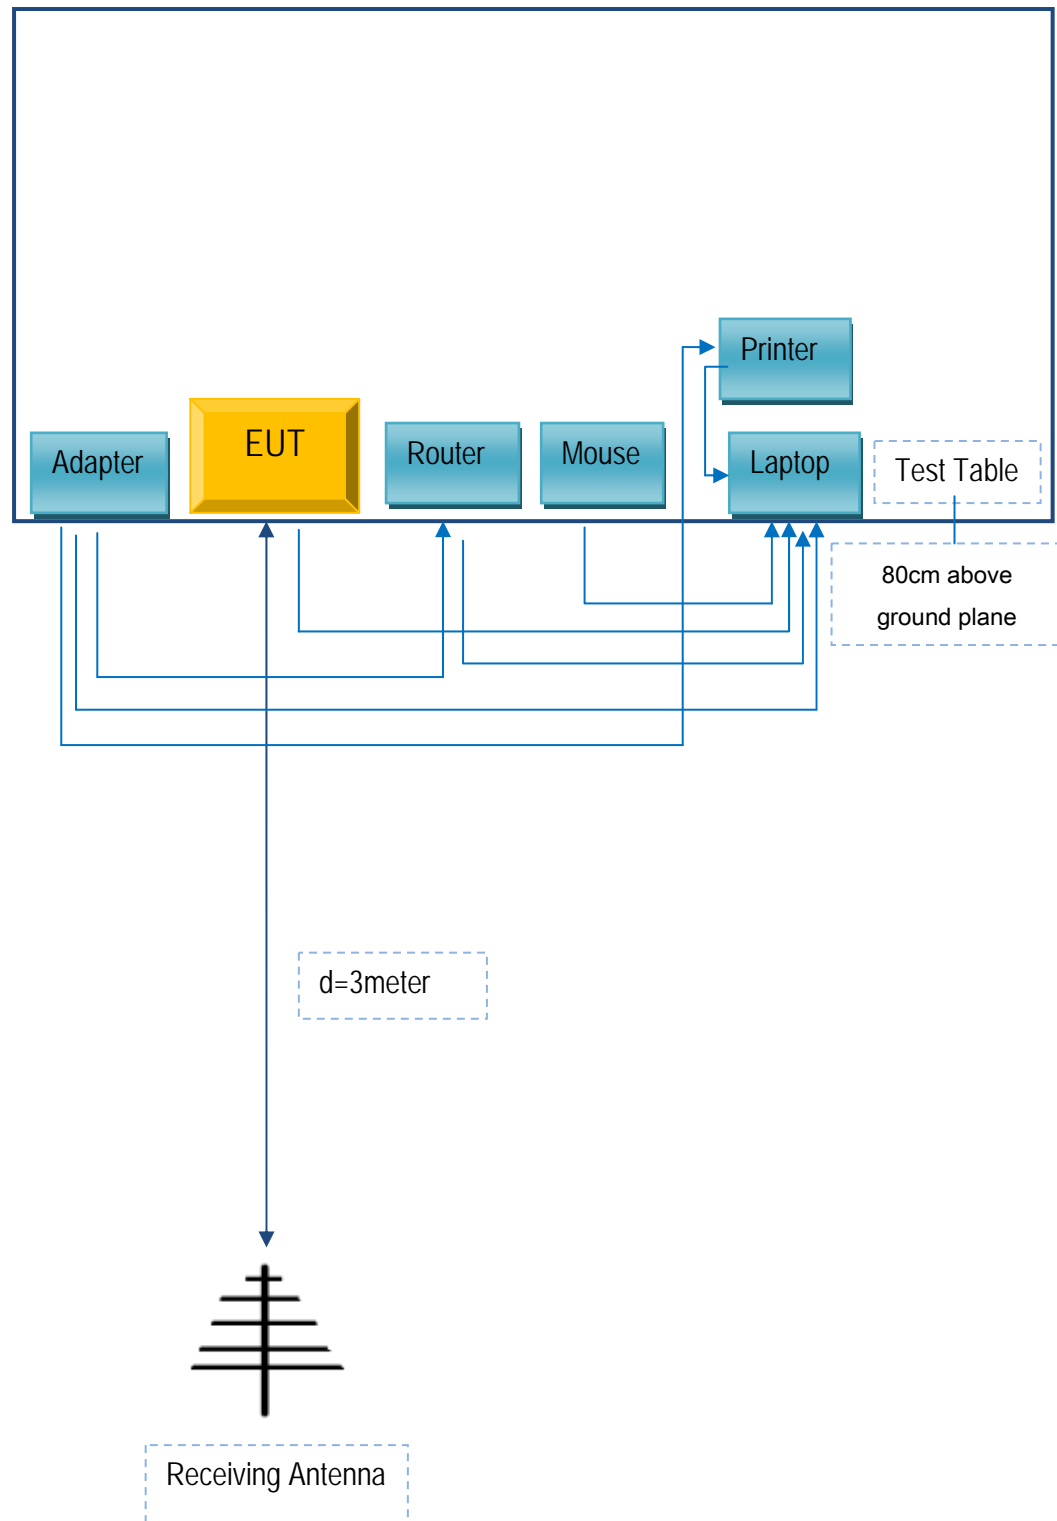 Printer
EUT
Adapter
Router
Mouse
Laptop
Test Table
80cm above
ground plane
d=3meter
Receiving Antenna